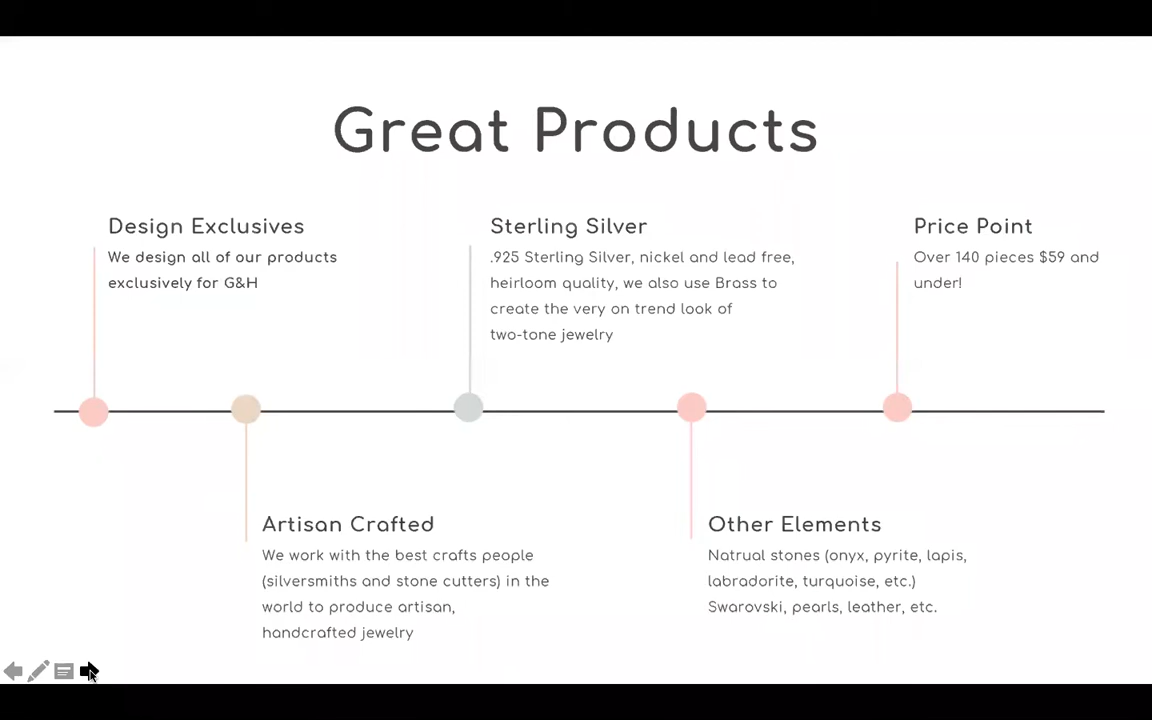 Great Products
Design Exclusives
We design all of our products
exclusively for G&H
Sterling Silver
.925 Sterling Silver, nickel and lead free,
heirloom quality, we also use Brass to
create the very on trend look of
two-tone jewelry
Price Point
Over 140 pieces $59 and
under!
Artisan Crafted
We work with the best crafts people
(silversmiths and stone cutters) in the
world to produce artisan,
handcrafted jewelry
Other Elements
Natrual stones (onyx, pyrite, lapis,
labradorite, turquoise, etc.)
Swarovski, pearls, leather, etc.